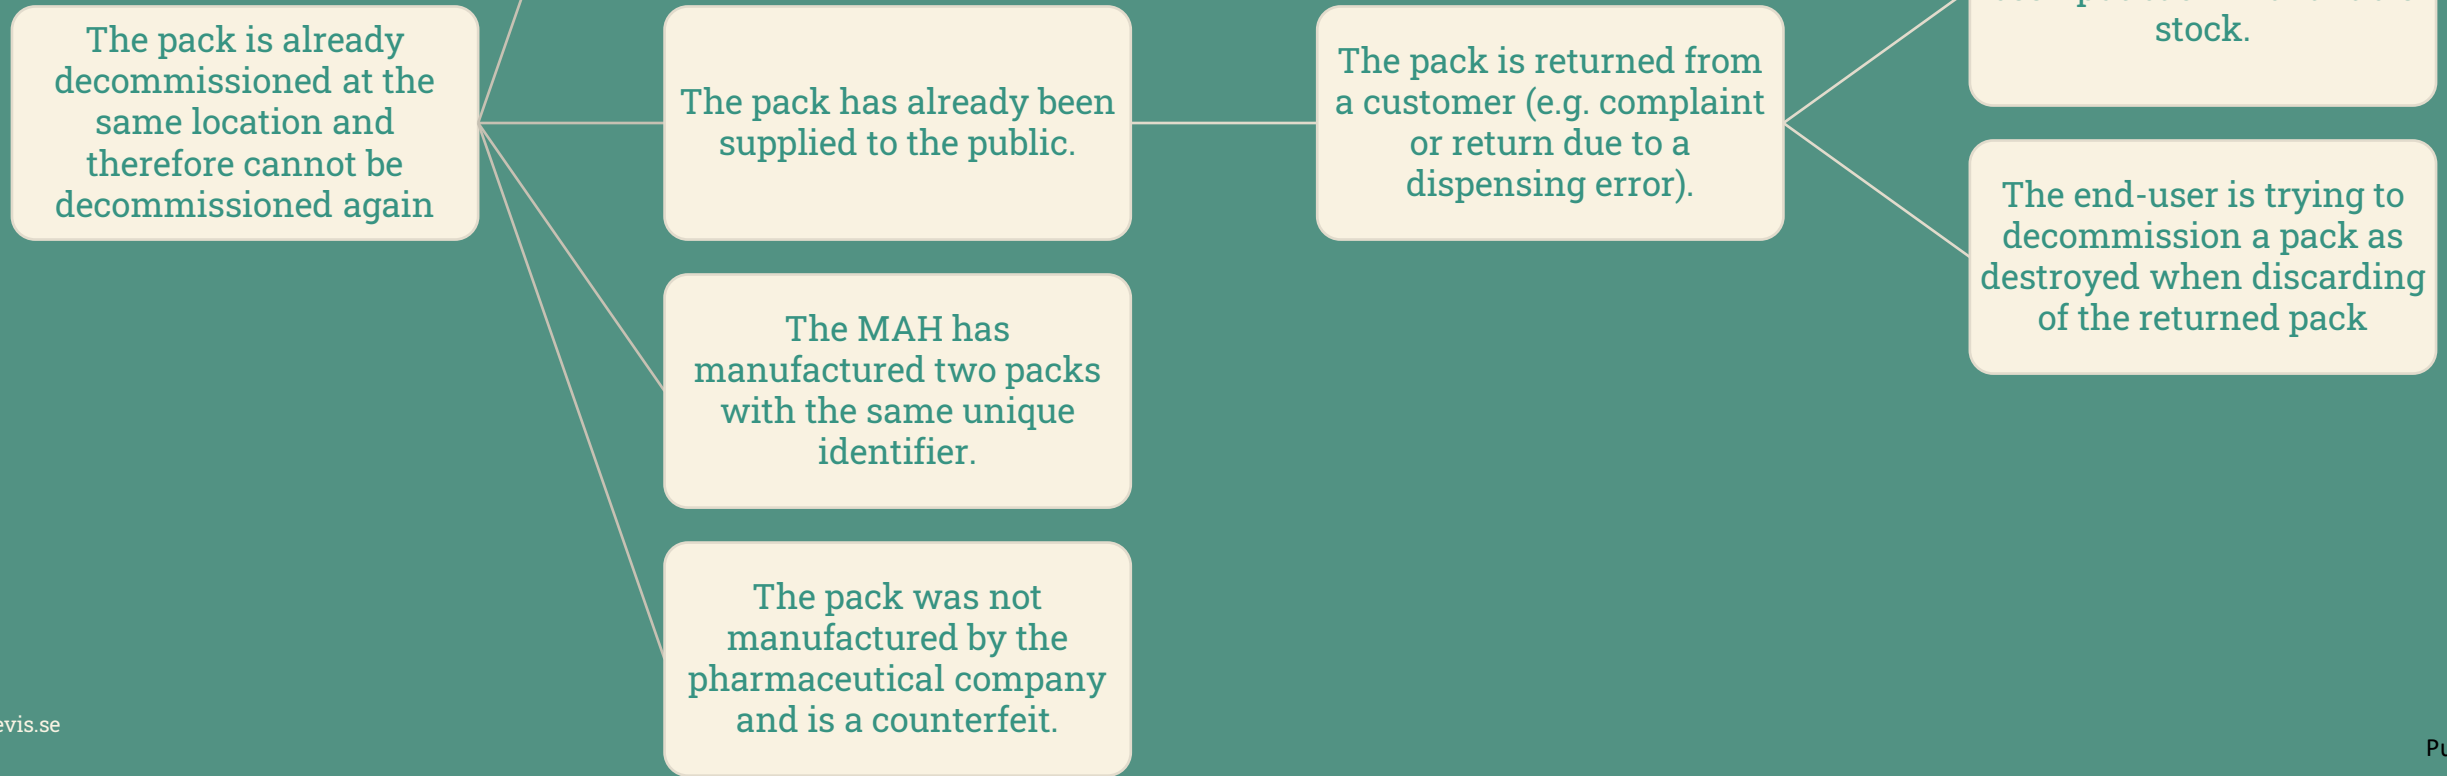 The pack is already
decommissioned at the
same location and
therefore cannot be
decommissioned again
The pack has already been
supplied to the public.
The MAH has
manufactured two packs
with the same unique
identifier.
The pack was not
manufactured by the
pharmaceutical company
and is a counterfeit.
The pack is returned from
a customer (e.g. complaint
or return due to a
dispensing error).
stock.
The end-user is trying to
decommission a pack as
destroyed when discarding
of the returned pack
evis.se
Pu